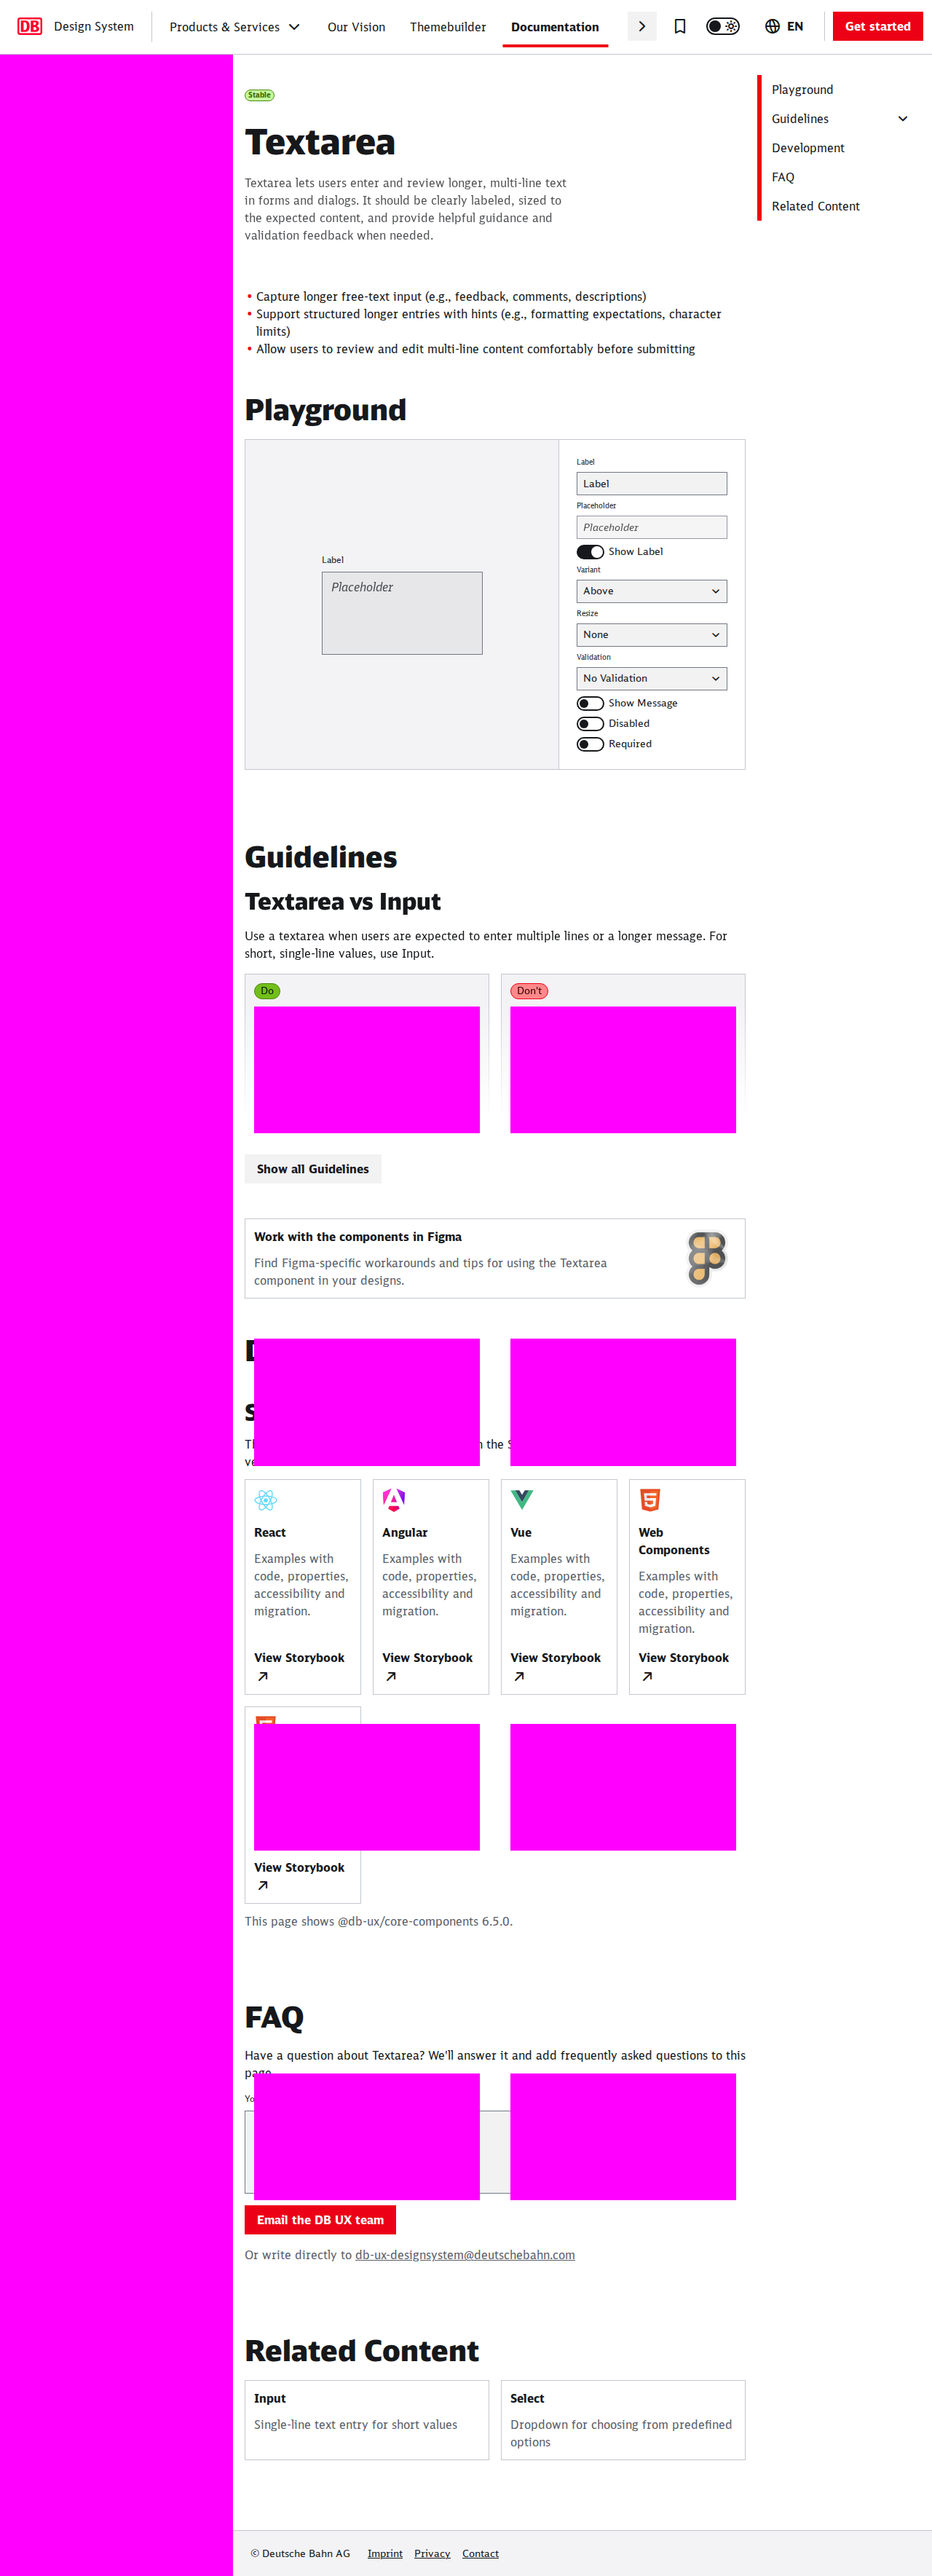 DB Design System Products & Services Our Vision Themebuilder Documentation EN Get started
Stable
Textarea
Textarea lets users enter and review longer, multi-line text
in forms and dialogs. It should be clearly labeled, sized to
the expected content, and provide helpful guidance and
validation feedback when needed.
Playground
Guidelines
Development
FAQ
Related Content
• Capture longer free-text input (e.g., feedback, comments, descriptions)
• Support structured longer entries with hints (e.g., formatting expectations, character
limits)
• Allow users to review and edit multi-line content comfortably before submitting
Playground
Label
Placeholder
Label
Label
Placeholder
Placeholder
Show Label
Variant
Above
Resize
None
Validation
No Validation
Show Message
Disabled
Required
Guidelines
Textarea vs Input
Use a textarea when users are expected to enter multiple lines or a longer message. For
short, single-line values, use Input.
Do
Don't
Show all Guidelines
Work with the components in Figma
Find Figma-specific workarounds and tips for using the Textarea
component in your designs.
the
React
Examples with
code, properties,
accessibility and
migration.
View Storybook
Angular
Examples with
code, properties,
accessibility and
migration.
View Storybook
Vue
Examples with
code, properties,
accessibility and
migration.
View Storybook
Web
Components
Examples with
code, properties,
accessibility and
migration.
View Storybook
View Storybook
This page shows @db-ux/core-components 6.5.0.
FAQ
Have a question about Textarea? We'll answer it and add frequently asked questions to this
page
Email the DB UX team
Or write directly to db-ux-designsystem@deutschebahn.com
Related Content
Input
Single-line text entry for short values
Select
Dropdown for choosing from predefined
options
© Deutsche Bahn AG Imprint Privacy Contact